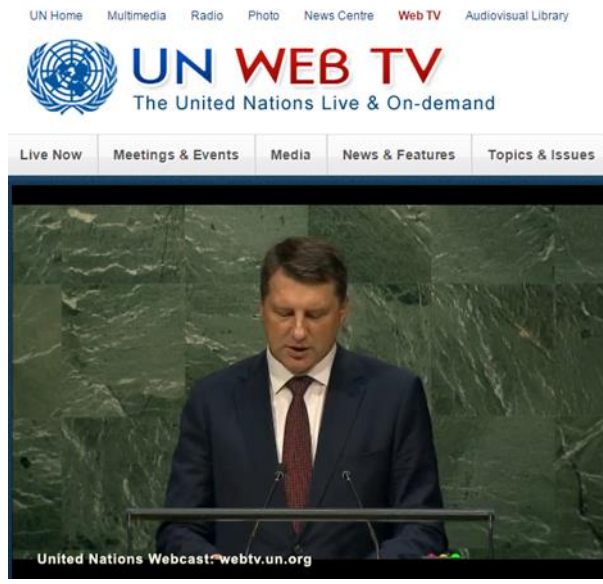 UN Home Multimedia Radio Photo News Centre Web TV Audiovisual Library
UN WEB TV
The United Nations Live & On-demand
Live Now Meetings & Events Media News & Features Topics & Issues
United Nations Webcast: webtv.un.org